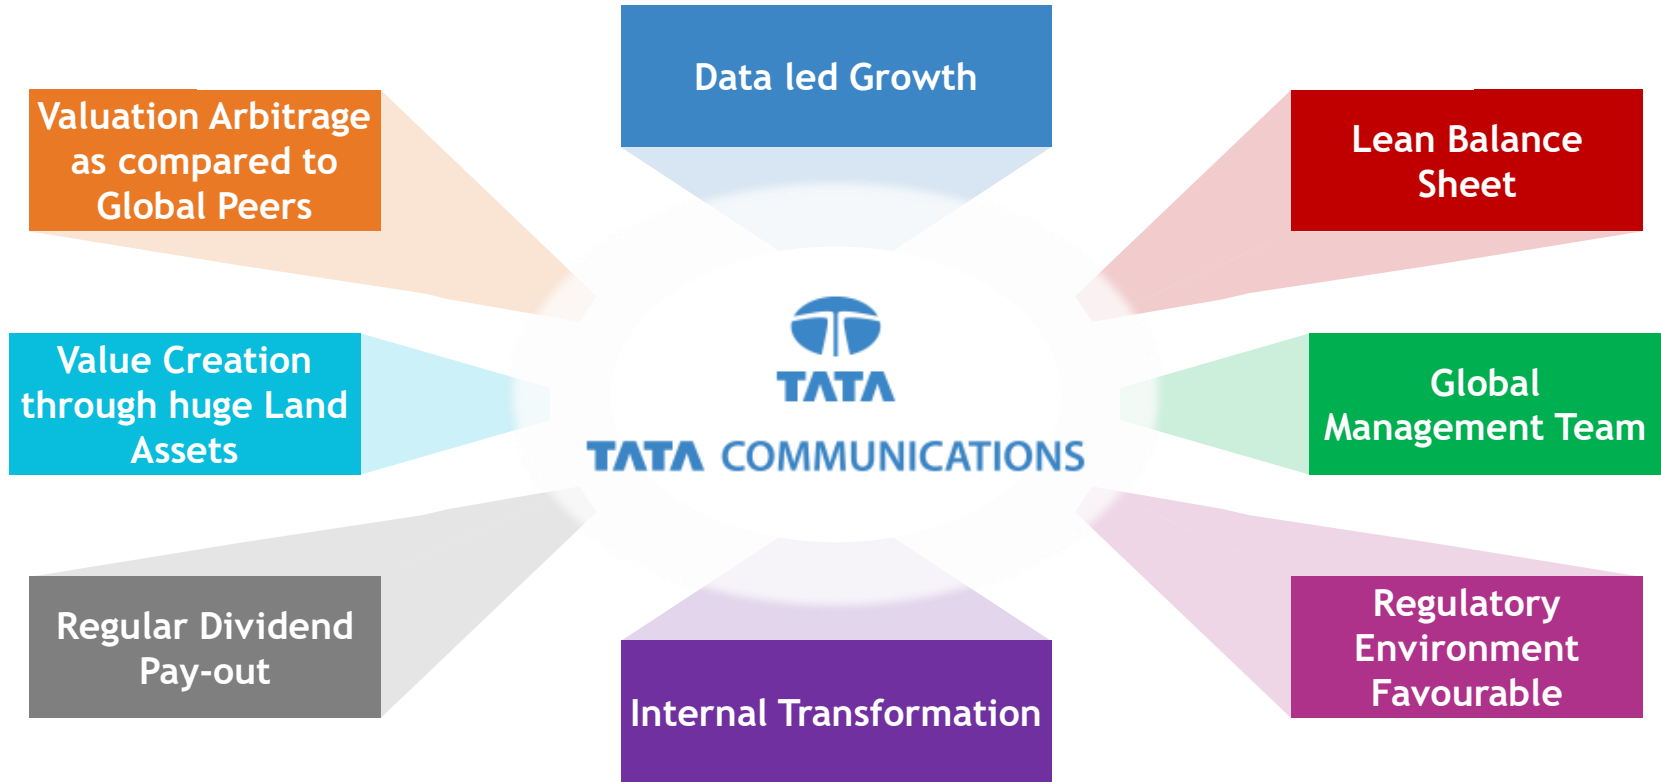 Data led Growth
Valuation Arbitrage
as compared to
Global Peers
Lean Balance
Sheet
Value Creation
through huge Land
Assets
TATA
TATA COMMUNICATIONS
Global
Management Team
Regular Dividend
Pay-out
Internal Transformation
Regulatory
Environment
Favourable